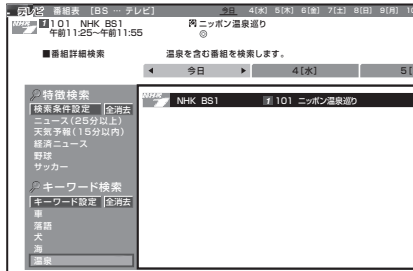 テレビ 番組表 [BS … テレビ] 今日 4[水] 5[木] 6[金] 7[土] 8[日] 9[月] 10
1 101 NHK BS1 ニッポン温泉巡り
午前11:25～午前11:55 ◎
■番組詳細検索 温泉を含む番組を検索します。
◀ 今日 ▶ 4[水] 5[
特徴検索
検索条件設定 全消去
ニュース(25分以上)
天気予報(15分以内)
経済ニュース
野球
サッカー
キーワード検索
キーワード設定 全消去
車
落語
犬
海
温泉
NHK BS1 1 101 ニッポン温泉巡り